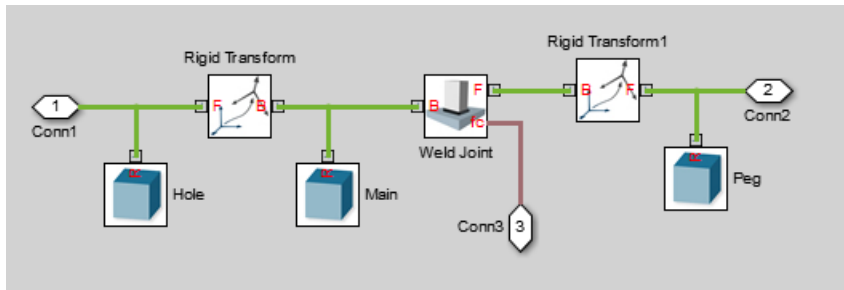 Rigid Transform1
Rigid Transform
1
F
B
B
F
B
F
2
fc
Conn1
Conn2
Weld Joint
R
R
R
Hole
Main
Peg
Conn3
3